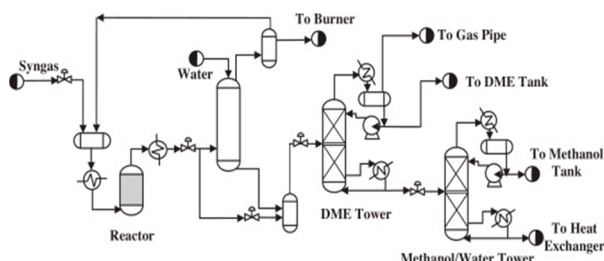 To Burner
To Gas Pipe
Syngas
Water
To DME Tank
To Methanol
Tank
DME Tower
Reactor
To Heat
Exchanger
Methanol/Water Tower